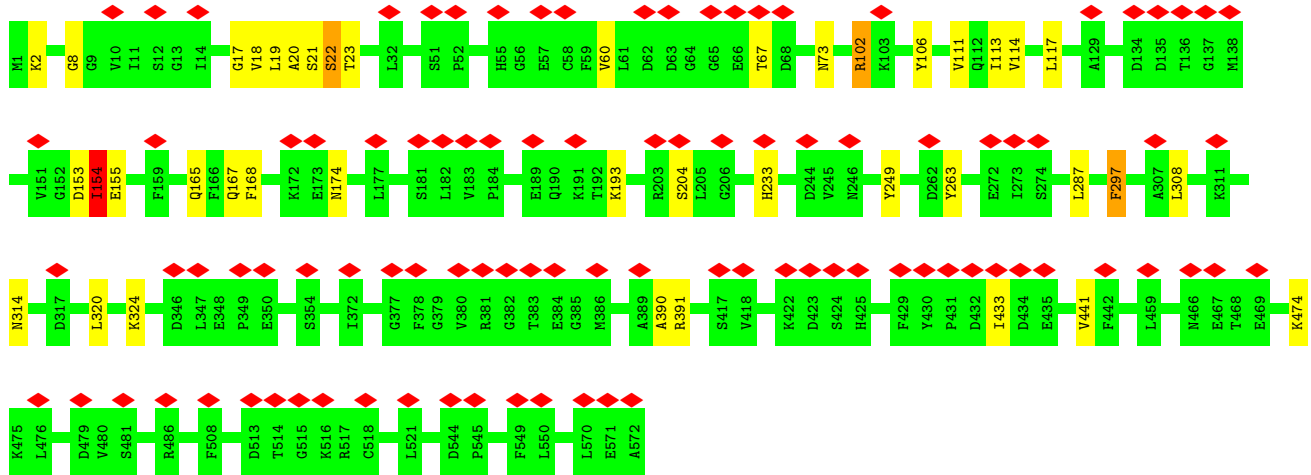 M1 K2 G8 G9 V10 I11 S12 G13 I14 G17 V18 L19 A20 S21 S22 T23 L32 S51 P52 H55 G56 E57 C58 F59 V60 L61 D62 D63 G64 G65 E66 T67 D68 N73 R102 K103 Y106 V111 Q112 I113 V114 L117 A129 D134 D135 T136 G137 M138
V151 G152 D153 I154 E155 F159 Q165 F166 Q167 F168 K172 E173 N174 L177 S181 L182 V183 P184 E189 Q190 K191 T192 K193 R203 S204 L205 G206 H233 D244 V245 N246 Y249 D262 Y263 E272 I273 S274 L287 F297 A307 L308 K311
N314 D317 L320 K324 D346 L347 E348 P349 E350 S354 I372 G377 F378 G379 V380 R381 G382 T383 E384 G385 M386 A389 A390 R391 S417 V418 K422 D423 S424 H425 F429 Y430 P431 D432 I433 D434 E435 V441 F442 L459 N466 E467 T468 E469 K474
K475 L476 D479 V480 S481 R486 F508 D513 T514 G515 K516 R517 C518 L521 D544 P545 F549 L550 L570 E571 A572